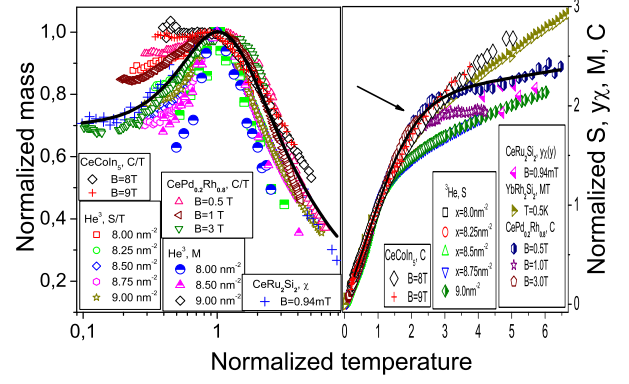 Normalized mass
1,0
0,8
0,6
0,4
0,2
CeCoIn5, C/T
B=8T
B=9T
He3, S/T
8.00 nm-2
8.25 nm-2
8.50 nm-2
8.75 nm-2
9.00 nm-2
CePd0.2Rh0.8, C/T
B=0.5 T
B=1 T
B=3 T
He3, M
8.00 nm-2
8.50 nm-2
9.00 nm-2
CeRu2Si2, χ
B=0.94mT
0,1
1
CeCoIn5, C
B=8T
B=9T
3He, S
x=8.0nm-2
x=8.25nm-2
x=8.5nm-2
x=8.75nm-2
9.0nm-2
CeRu2Si2, yχ(y)
B=0.94mT
YbRh2Si2, MT
T=0.5K
CePd0.2Rh0.8, C
B=0.5T
B=1.0T
B=3.0T
3
2
1
0
Normalized S, yχ, M, C
0
1
2
3
4
5
6
Normalized temperature